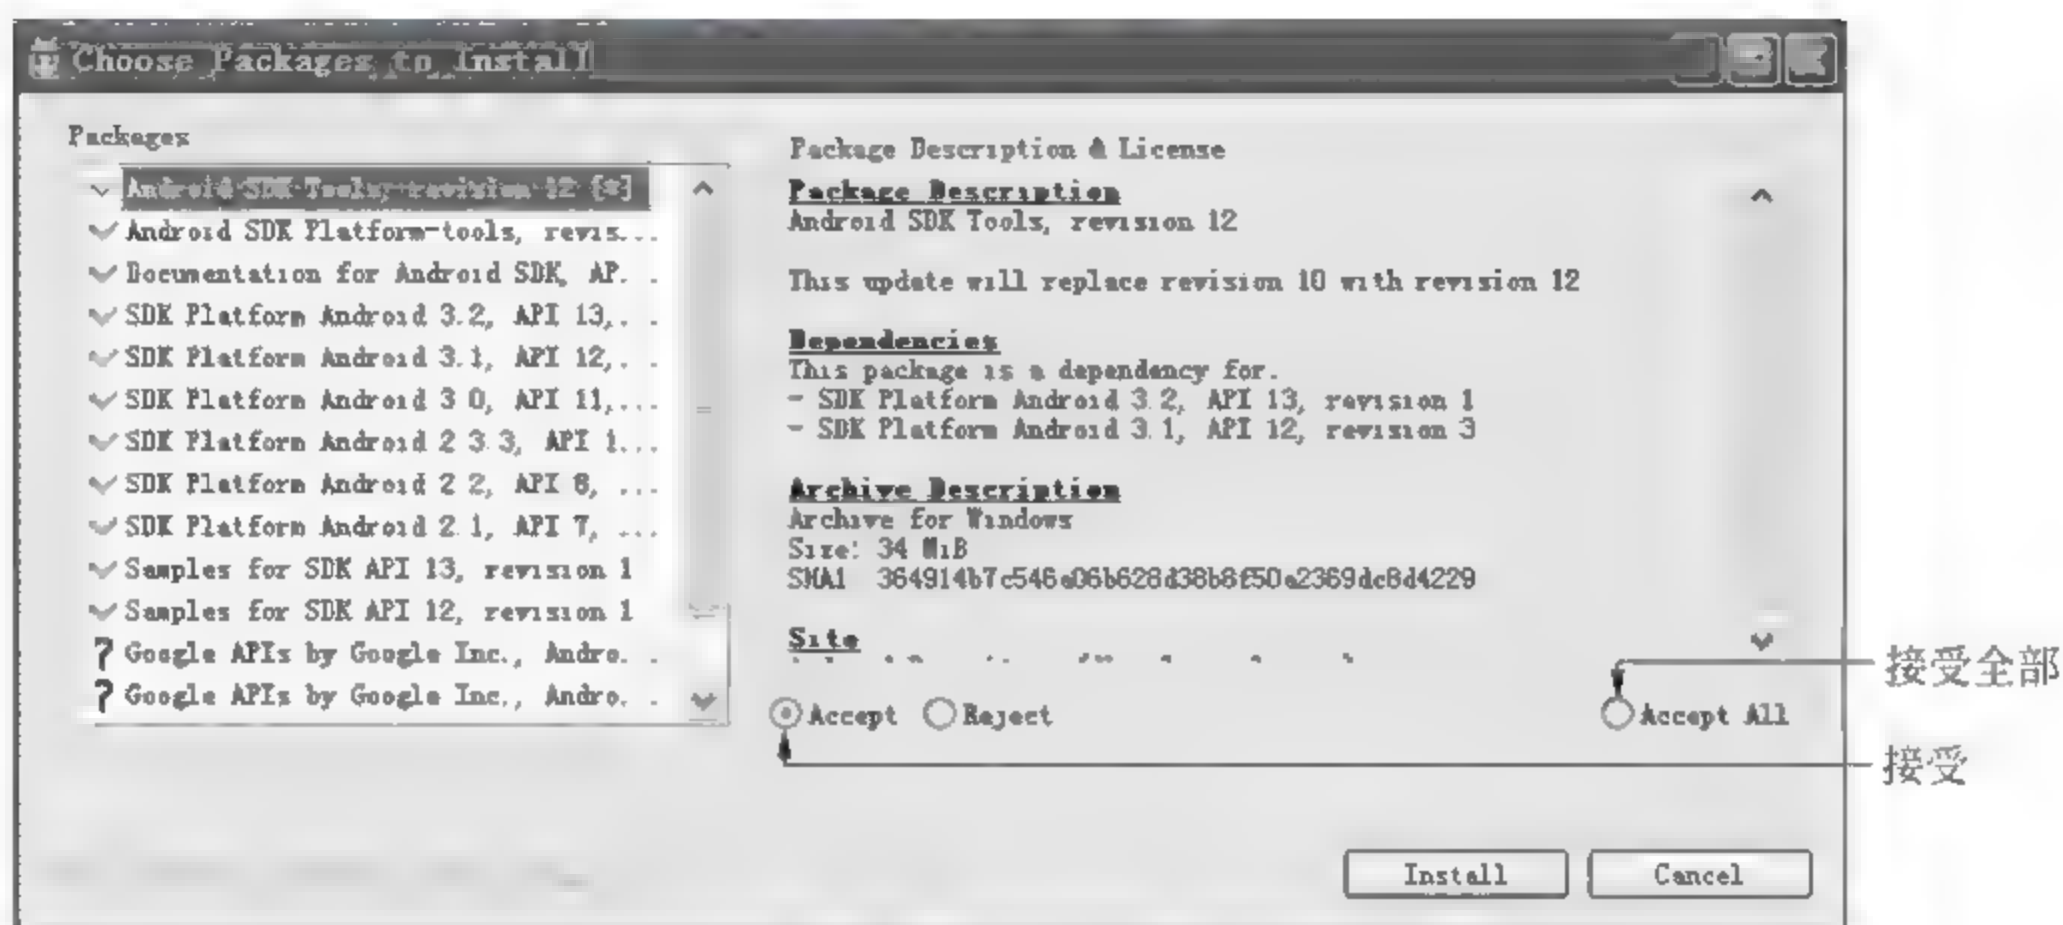 Choose Packages to Install
Packages
Android SDK Tools, revision 12 [*]
Android SDK Platform-tools, revis...
Documentation for Android SDK, AP...
SDK Platform Android 3.2, API 13,...
SDK Platform Android 3.1, API 12,...
SDK Platform Android 3.0, API 11,...
SDK Platform Android 2.3.3, API 1...
SDK Platform Android 2.2, API 8, ...
SDK Platform Android 2.1, API 7, ...
Samples for SDK API 13, revision 1
Samples for SDK API 12, revision 1
? Google APIs by Google Inc., Andro...
? Google APIs by Google Inc., Andro...
Package Description & License
Package Description
Android SDK Tools, revision 12
This update will replace revision 10 with revision 12
Dependencies
This package is a dependency for:
- SDK Platform Android 3.2, API 13, revision 1
- SDK Platform Android 3.1, API 12, revision 3
Archive Description
Archive for Windows
Size: 34 MiB
SHA1: 364914b7c546a06b628d38b8f50a2369dc8d4229
Site
Accept
Reject
Accept All
接受全部
接受
Install
Cancel